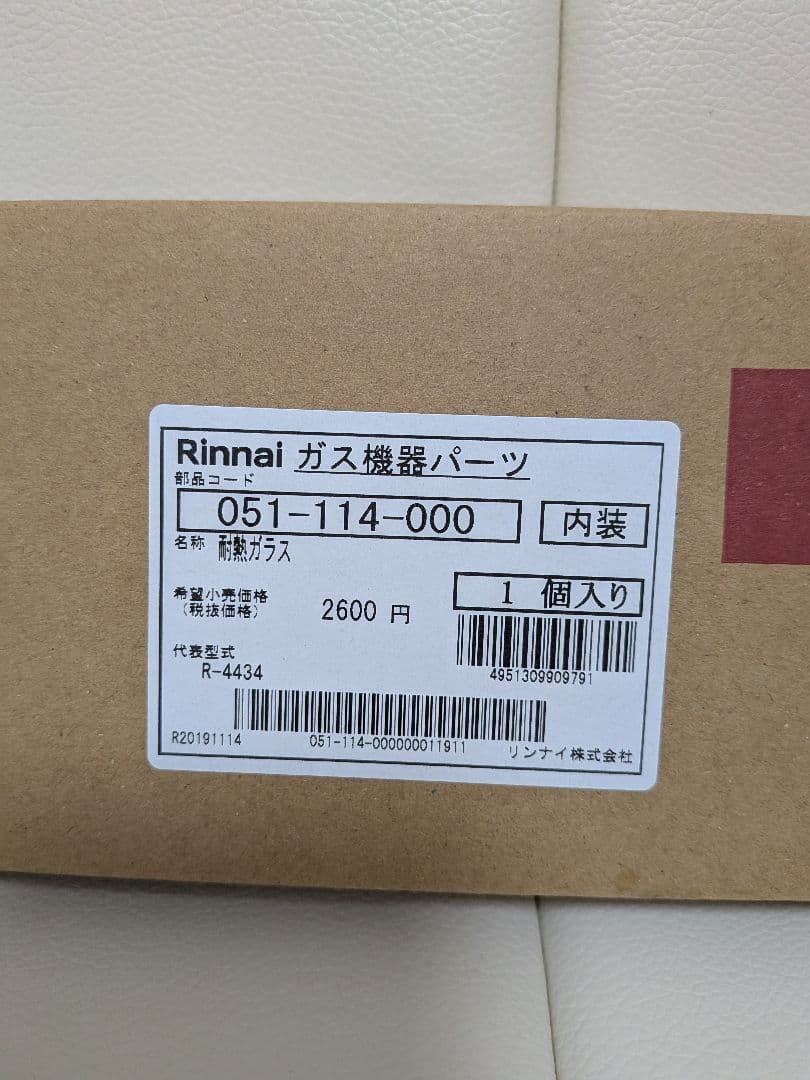 Rinnai ガス機器パーツ
部品コード
051-114-000 内装
名称 耐熱ガラス
希望小売価格
(税抜価格) 2600 円
1 個入り
4951309909791
代表型式
R-4434
R20191114 051-114-000000011911 リンナイ株式会社